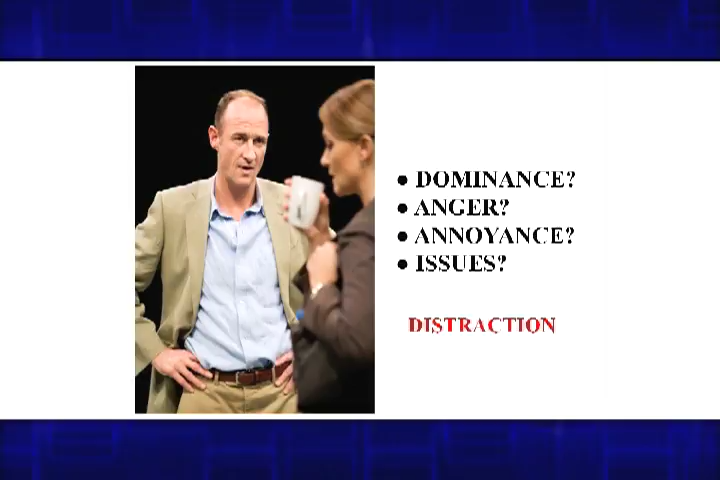 ● DOMINANCE?
● ANGER?
● ANNOYANCE?
● ISSUES?
DISTRACTION